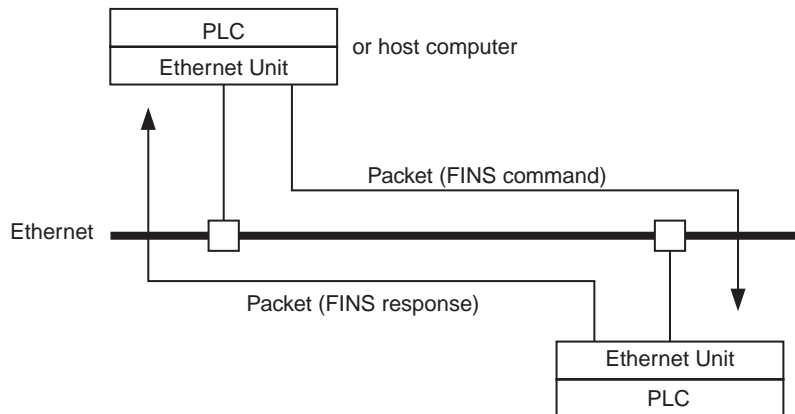 PLC
Ethernet Unit
or host computer
Packet (FINS command)
Ethernet
Packet (FINS response)
Ethernet Unit
PLC